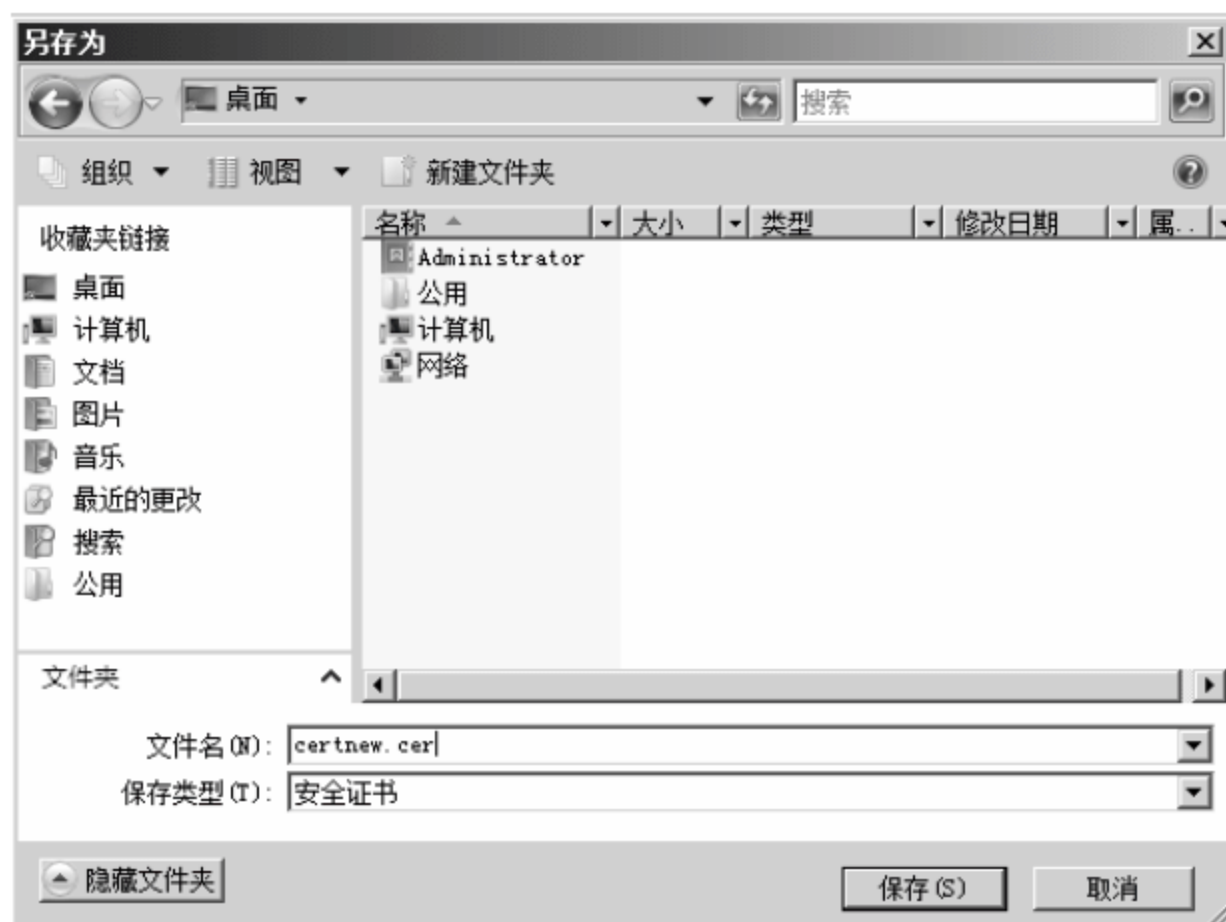 另存为
桌面
搜索
组织 视图 新建文件夹
收藏夹链接
桌面
计算机
文档
图片
音乐
最近的更改
搜索
公用
文件夹
名称 大小 类型 修改日期 属..
Administrator
公用
计算机
网络
文件名(N): certnew.cer
保存类型(T): 安全证书
隐藏文件夹 保存(S) 取消